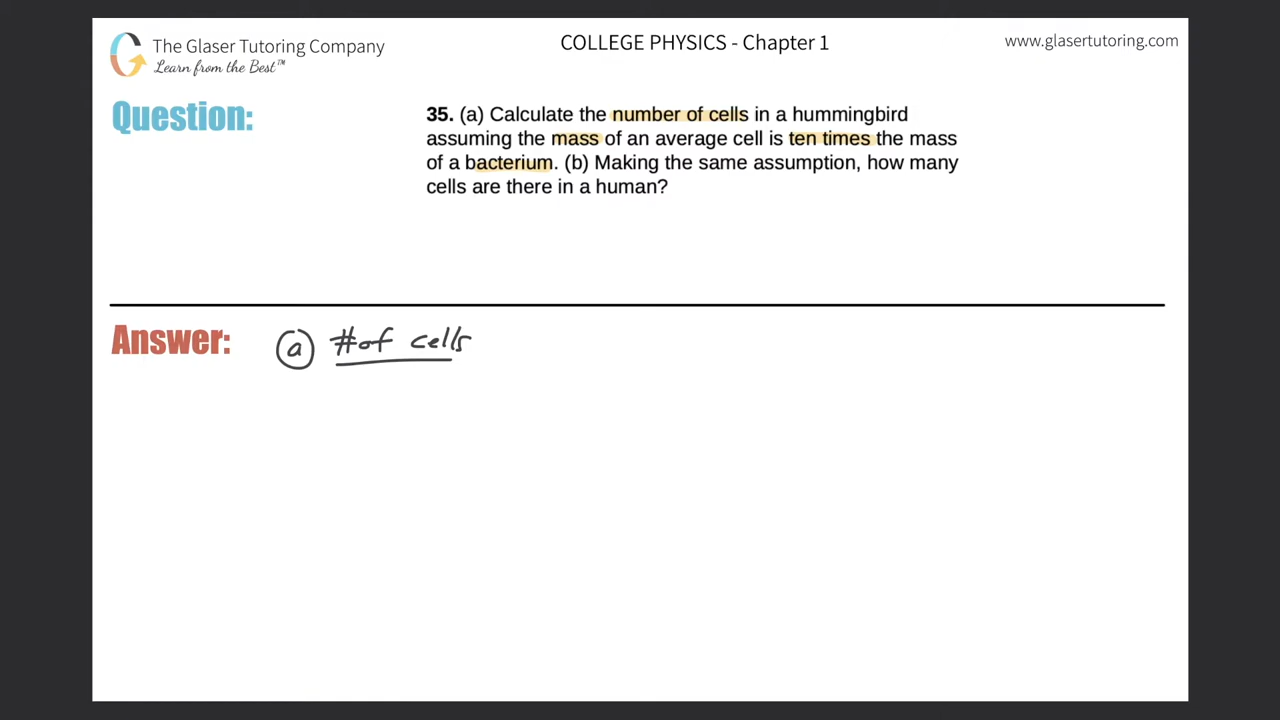 The Glaser Tutoring Company
Learn from the Best™
COLLEGE PHYSICS - Chapter 1
www.glasertutoring.com
Question:
35. (a) Calculate the number of cells in a hummingbird
assuming the mass of an average cell is ten times the mass
of a bacterium. (b) Making the same assumption, how many
cells are there in a human?
Answer:
(a) # of cells